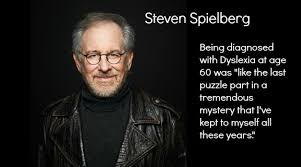 Steven Spielberg
Being diagnosed
with Dyslexia at age
60 was "like the last
puzzle part in a
tremendous
mystery that I've
kept to myself all
these years."